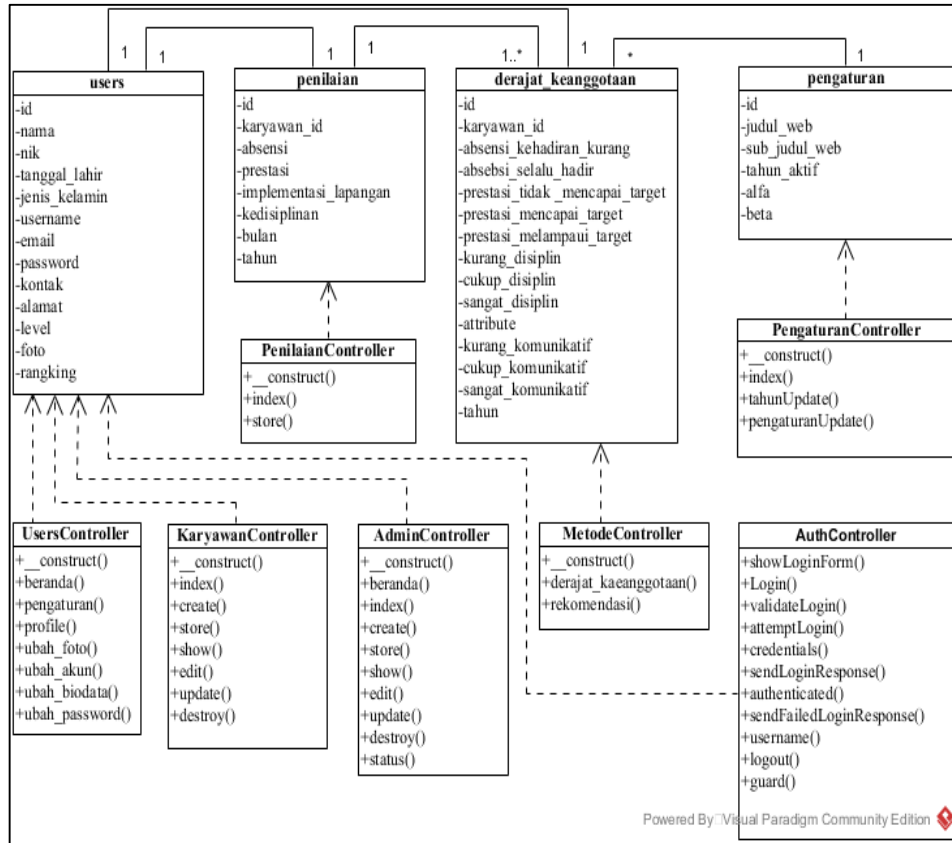 1
1
1
1
1..*
1
*
1
users
-id
-nama
-nik
-tanggal_lahir
-jenis_kelamin
-username
-email
-password
-kontak
-alamat
-level
-foto
-rangking
penilaian
-id
-karyawan_id
-absensi
-prestasi
-implementasi_lapangan
-kedisiplinan
-bulan
-tahun
derajat_keanggotaan
-id
-karyawan_id
-absensi_kehadiran_kurang
-absebsi_selalu_hadir
-prestasi_tidak_mencapai_target
-prestasi_mencapai_target
-prestasi_melampaui_target
-kurang_disiplin
-cukup_disiplin
-sangat_disiplin
-attribute
-kurang_komunikatif
-cukup_komunikatif
-sangat_komunikatif
-tahun
pengaturan
-id
-judul_web
-sub_judul_web
-tahun_aktif
-alfa
-beta
PenilaianController
+__construct()
+index()
+store()
PengaturanController
+__construct()
+index()
+tahunUpdate()
+pengaturanUpdate()
UsersController
+__construct()
+beranda()
+pengaturan()
+profile()
+ubah_foto()
+ubah_akun()
+ubah_biodata()
+ubah_password()
KaryawanController
+__construct()
+index()
+create()
+store()
+show()
+edit()
+update()
+destroy()
AdminController
+__construct()
+beranda()
+index()
+create()
+store()
+show()
+edit()
+update()
+destroy()
+status()
MetodeController
+__construct()
+derajat_kaeanggotaan()
+rekomendasi()
AuthController
+showLoginForm()
+Login()
+validateLogin()
+attemptLogin()
+credentials()
+sendLoginResponse()
+authenticated()
+sendFailedLoginResponse()
+username()
+logout()
+guard()
Powered By Visual Paradigm Community Edition